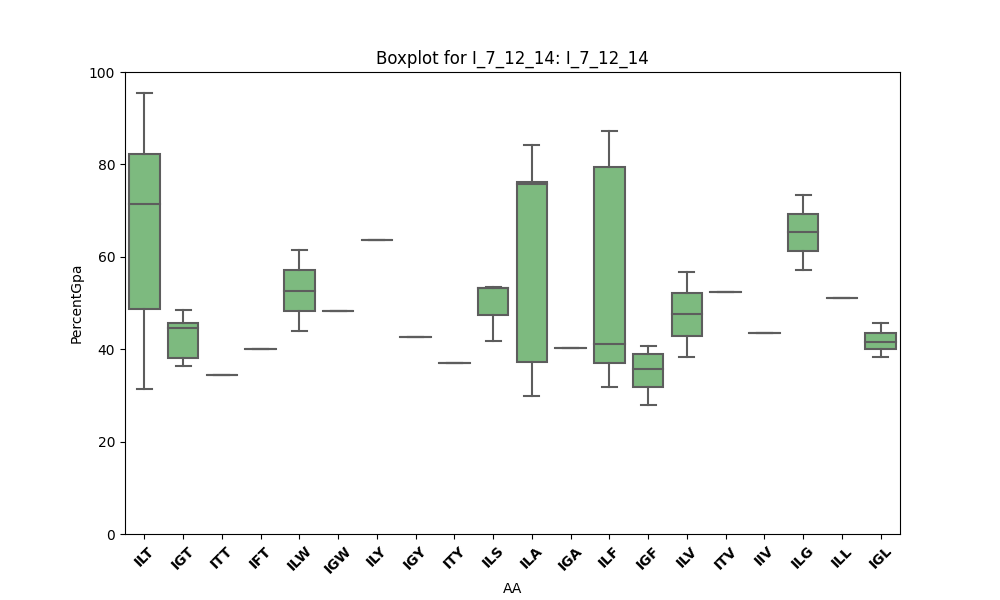 Boxplot for I_7_12_14: I_7_12_14
PercentGpa
100
80
60
40
20
0
ILT IGT ITT IFT ILW IGW ILY IGY ITY ILS ILA IGA ILF IGF ILV ITV IIV ILG ILL IGL
AA